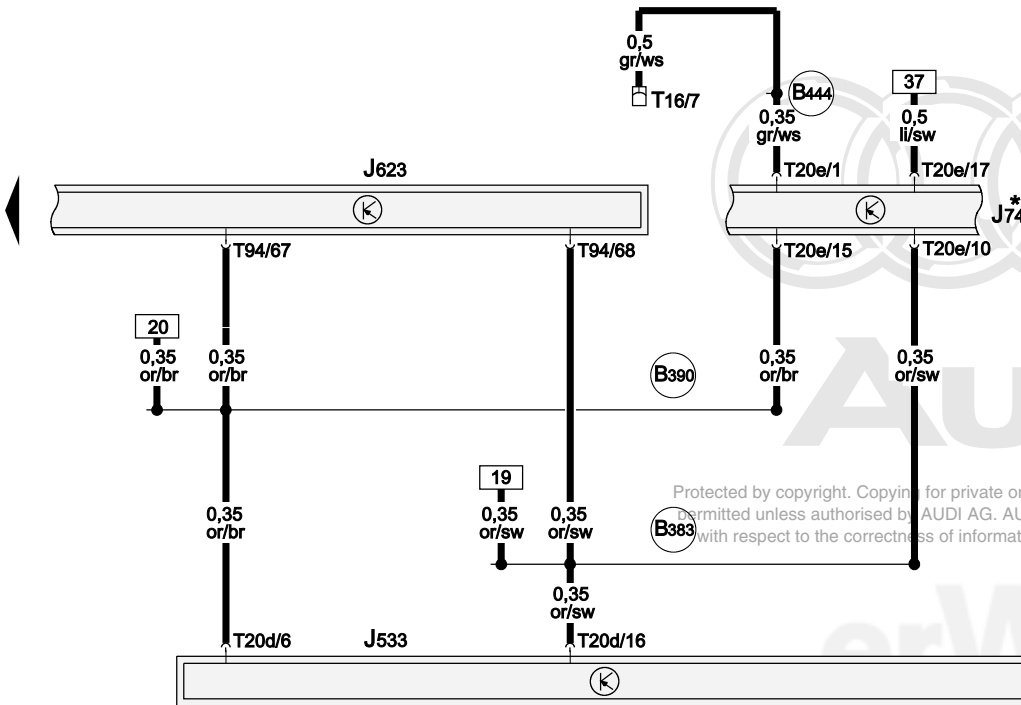 0,5
gr/ws
T16/7
B444
37
0,35
gr/ws
0,5
li/sw
J623
T20e/1
T20e/17
*
J74
T94/67
T94/68
T20e/15
T20e/10
20
0,35
or/br
0,35
or/br
B390
0,35
or/br
0,35
or/sw
Au
19
Protected by copyright. Copying for private or
permitted unless authorised by AUDI AG. AU
with respect to the correctness of informat
0,35
or/br
0,35
or/sw
0,35
or/sw
B383
0,35
or/sw
T20d/6
J533
T20d/16
erW